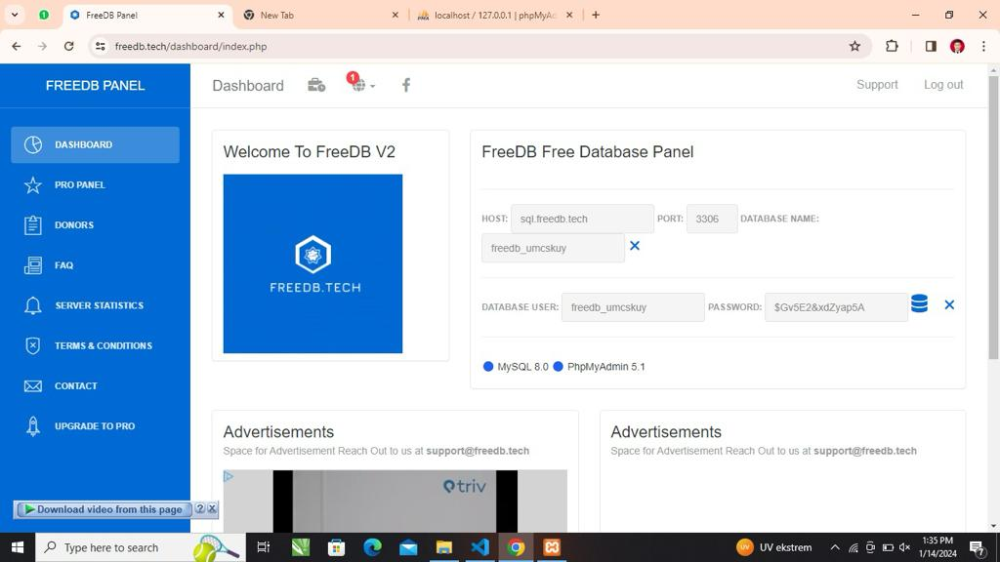 FreeDB Panel
New Tab
localhost / 127.0.0.1 | phpMyAd
freedb.tech/dashboard/index.php
FREEDB PANEL
Dashboard
1
Support
Log out
DASHBOARD
PRO PANEL
DONORS
FAQ
SERVER STATISTICS
TERMS & CONDITIONS
CONTACT
UPGRADE TO PRO
Welcome To FreeDB V2
FREEDB.TECH
FreeDB Free Database Panel
HOST: sql.freedb.tech PORT: 3306 DATABASE NAME:
freedb_umcskuy
DATABASE USER: freedb_umcskuy PASSWORD: $Gv5E2&xdZyap5A
MySQL 8.0 PhpMyAdmin 5.1
Advertisements
Space for Advertisement Reach Out to us at support@freedb.tech
triv
Advertisements
Space for Advertisement Reach Out to us at support@freedb.tech
Download video from this page ? X
Type here to search
UV ekstrem
1:35 PM
1/14/2024
7